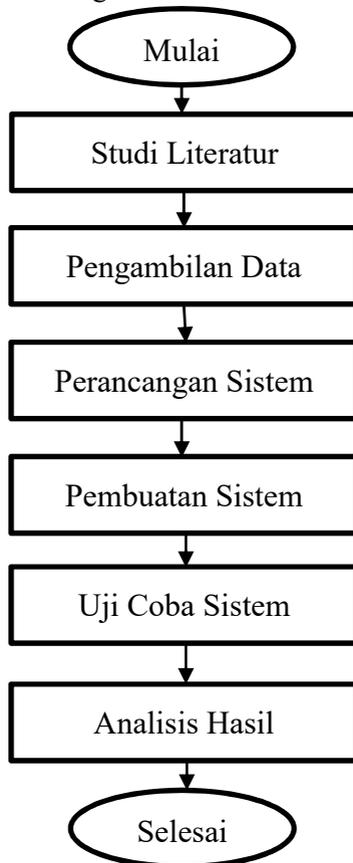 Mulai
Studi Literatur
Pengambilan Data
Perancangan Sistem
Pembuatan Sistem
Uji Coba Sistem
Analisis Hasil
Selesai